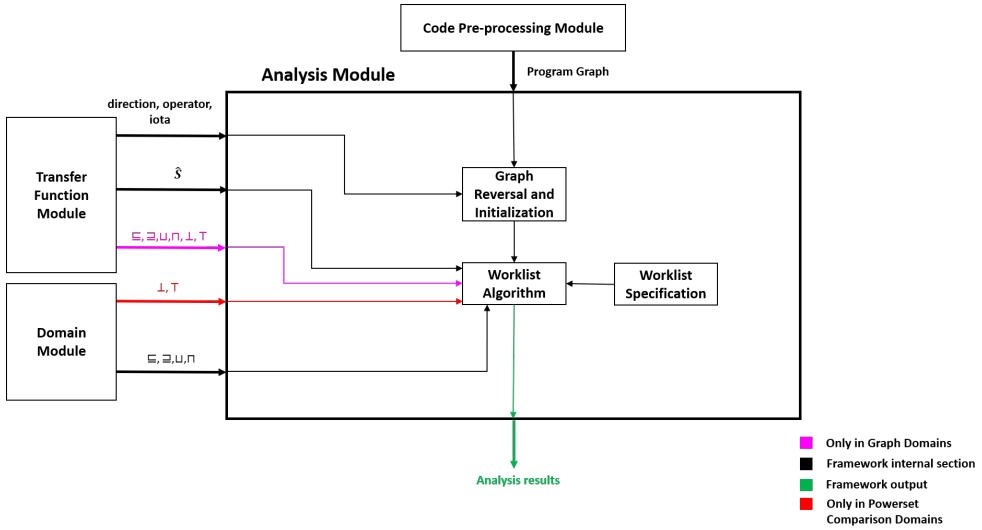 Code Pre-processing Module
Program Graph
Analysis Module
direction, operator,
iota
Transfer
Function
Module
Ŝ
⊑, ⊒,⊔,⊓,⊥,⊤
⊥,⊤
Domain
Module
⊑, ⊒,⊔,⊓
Graph
Reversal and
Initialization
Worklist
Algorithm
Worklist
Specification
Analysis results
Only in Graph Domains
Framework internal section
Framework output
Only in Powerset
Comparison Domains